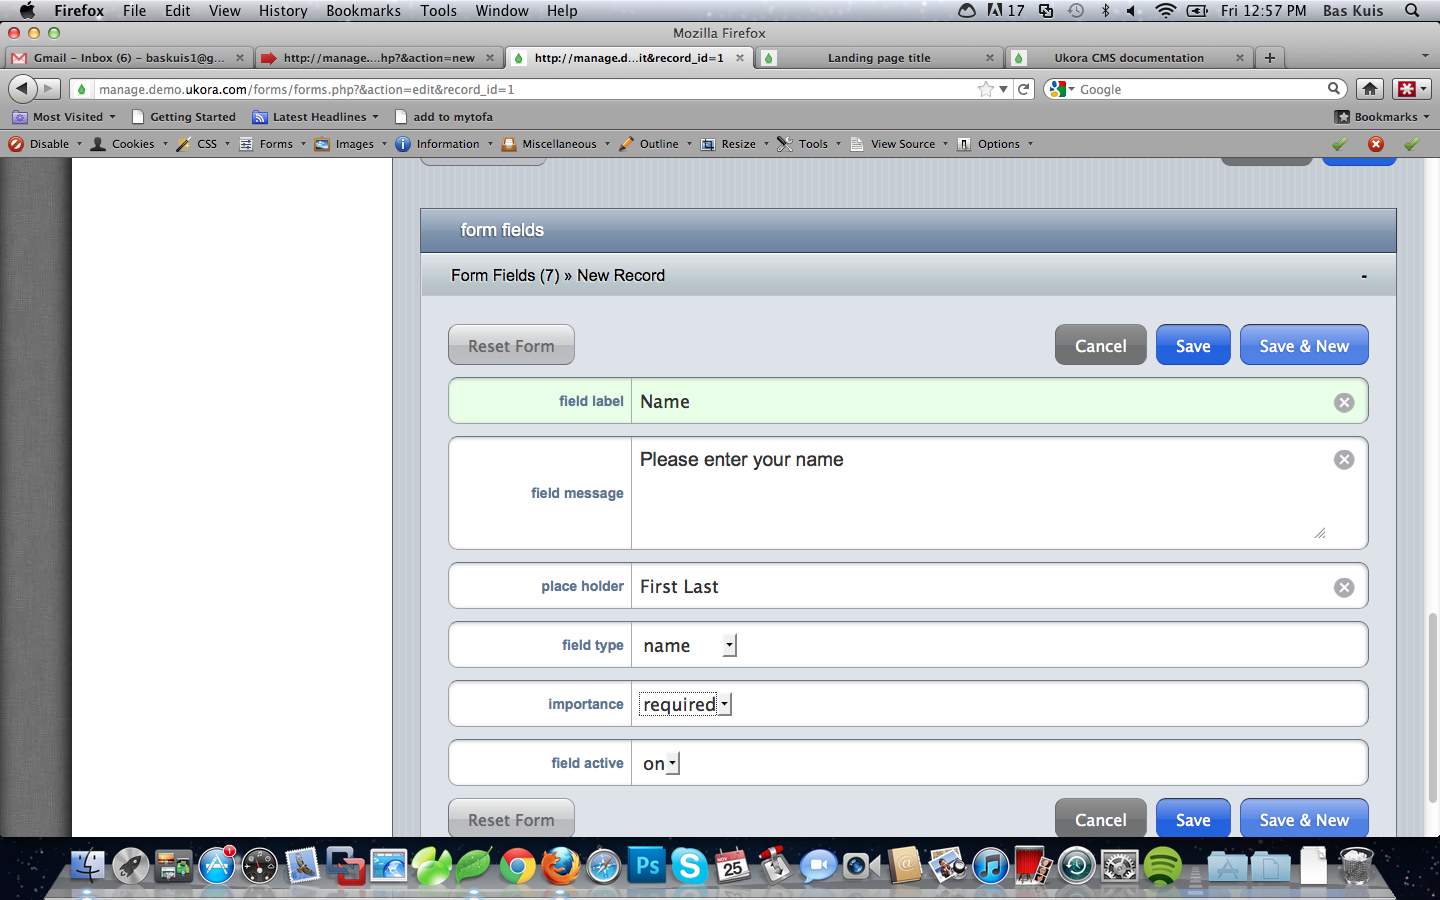 Firefox File Edit View History Bookmarks Tools Window Help 17 Fri 12:57 PM Bas Kuis
Mozilla Firefox
Gmail - Inbox (6) - baskuis1@g... http://manage....hp?&action=new http://manage.d...it&record_id=1 Landing page title Ukora CMS documentation
manage.demo.ukora.com/forms/forms.php?&action=edit&record_id=1 Google
Most Visited Getting Started Latest Headlines add to mytofa Bookmarks
Disable Cookies CSS Forms Images Information Miscellaneous Outline Resize Tools View Source Options
form fields
Form Fields (7) » New Record -
Reset Form Cancel Save Save & New
field label Name
field message Please enter your name
place holder First Last
field type name
importance required
field active on
Reset Form Cancel Save Save & New
1 Ps NOV 25